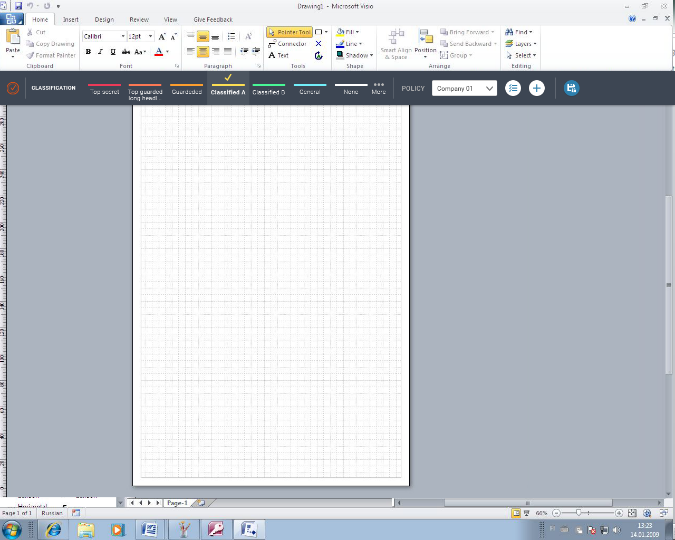 Drawing1 - Microsoft Visio
Home Insert Design Review View Give Feedback
Paste
Cut
Copy Drawing
Format Painter
Clipboard
Calibri 12pt
Font
Paragraph
Pointer Tool
Connector
Text
Tools
Fill
Line
Shadow
Shape
Smart Align & Space
Position
Bring Forward
Send Backward
Group
Arrange
Find
Layers
Select
Editing
CLASSIFICATION
Top secret
Top guarded
long headl
Guardeded
Classified A
Classified B
General
None
More
POLICY
Company 01
Page-1
Page 1 of 1 Russian
66%
13:23
14.01.2009